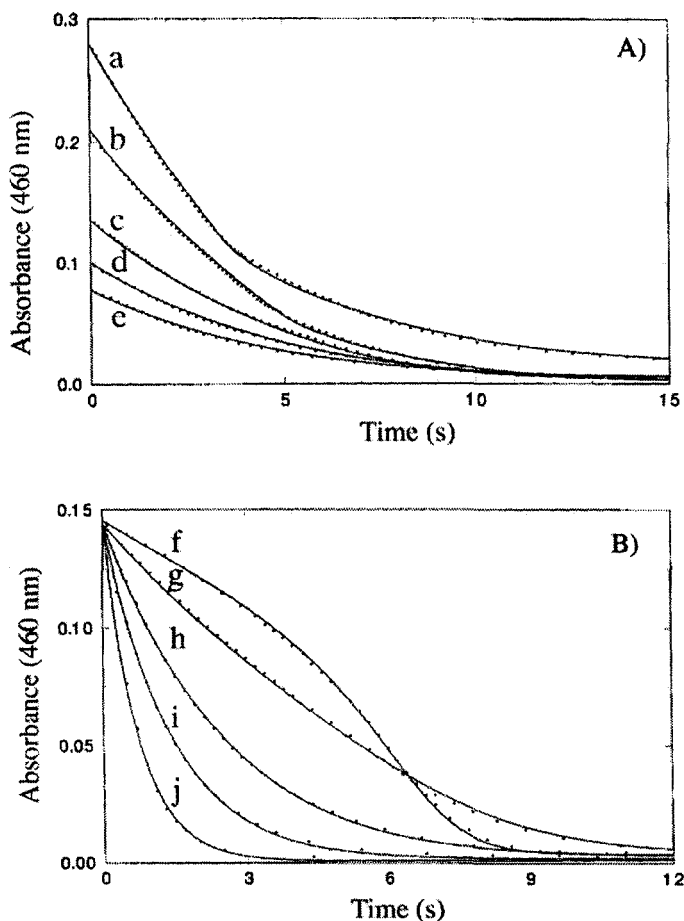 0.3
A)
a
b
0.2
c
0.1
d
e
0.0
0
5
10
15
Absorbance (460 nm)
Time (s)
0.15
B)
f
g
0.10
h
0.05
i
j
0.00
0
3
6
9
12
Absorbance (460 nm)
Time (s)